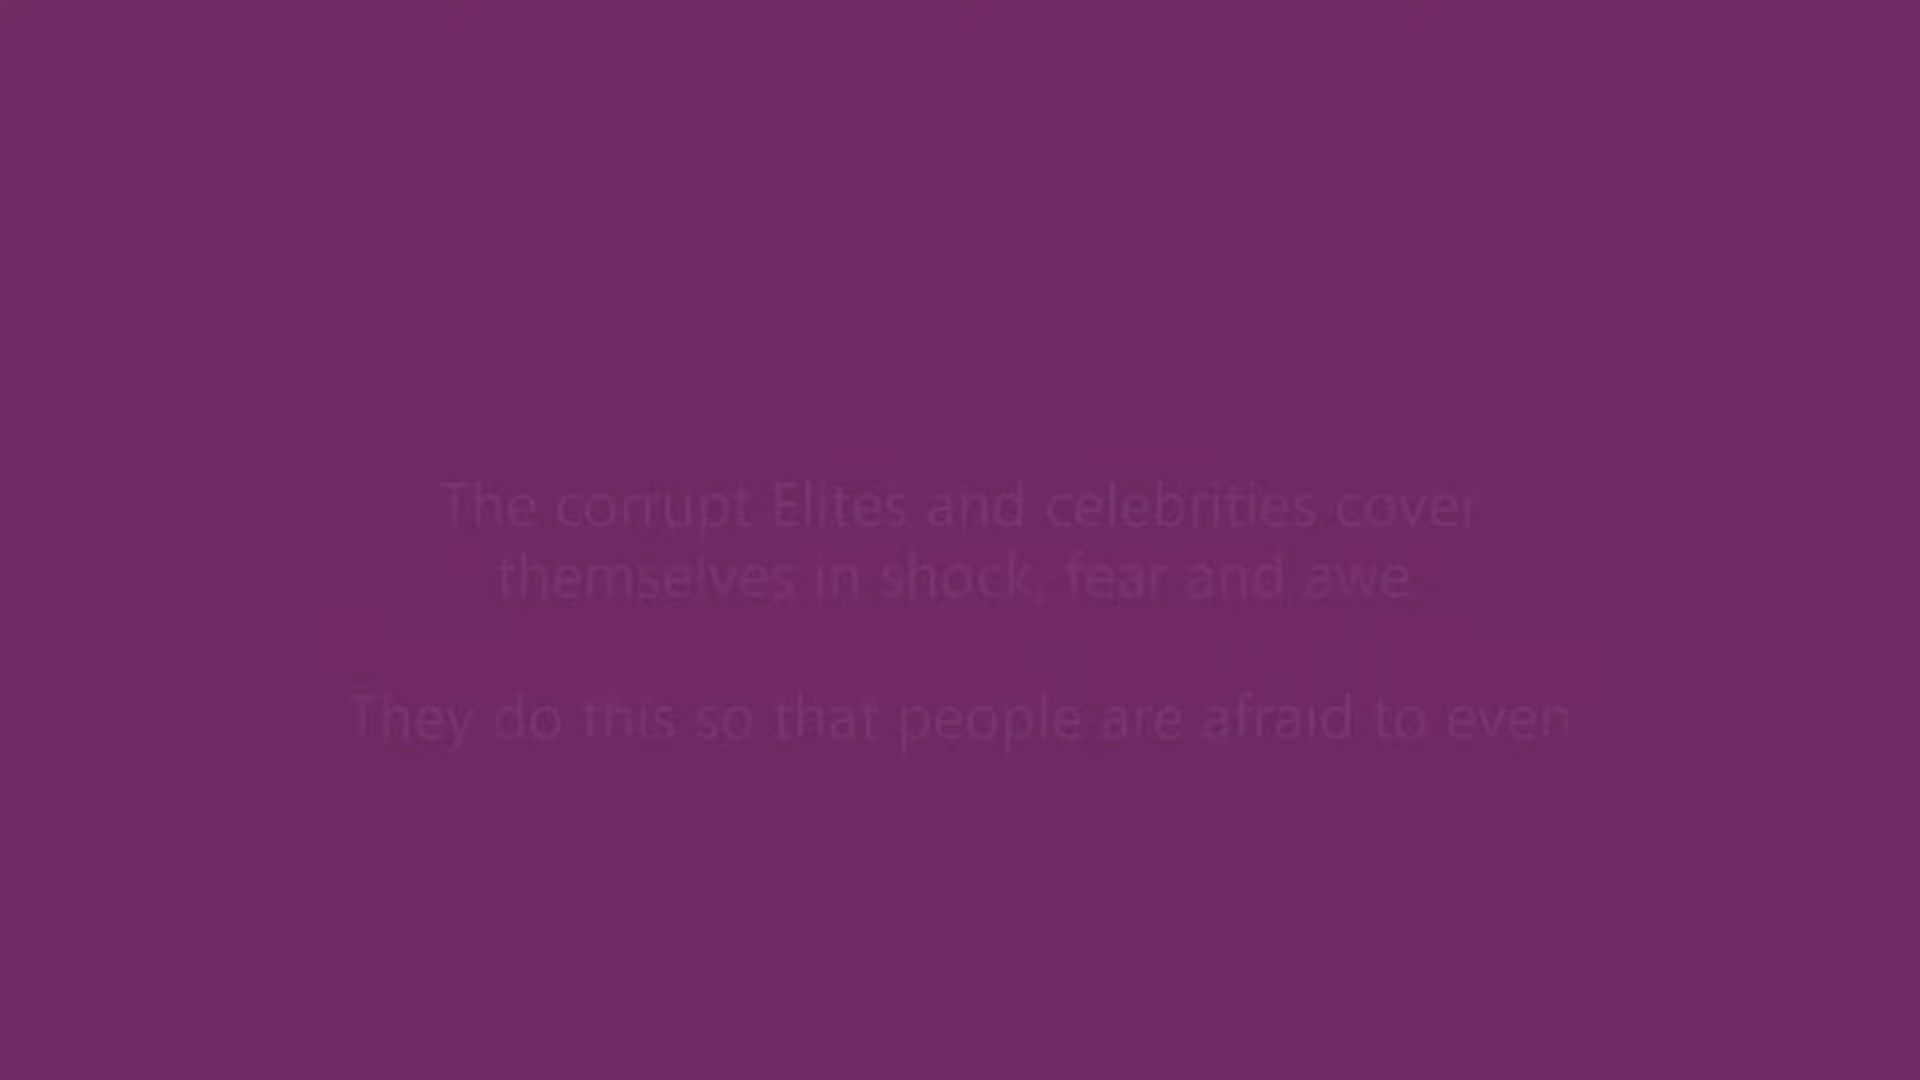 The corrupt Elites and celebrities cover
themselves in shock, fear and awe.
They do this so that people are afraid to even